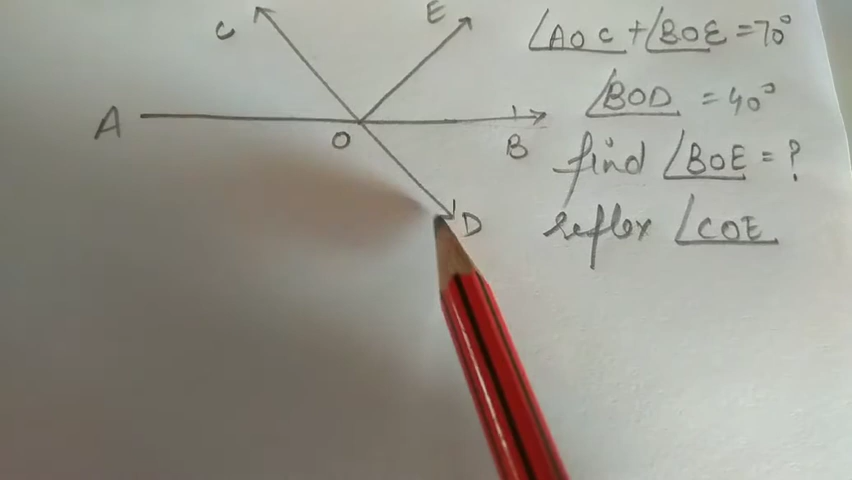 C
E
∠AOC + ∠BOE = 70°
A
O
B
∠BOD = 40°
find ∠BOE = ?
D
reflex ∠COE